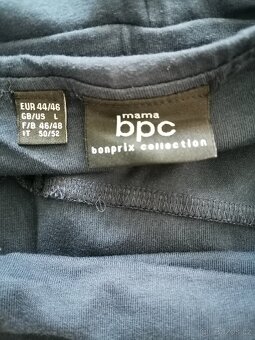 EUR 44/46
GB/US L
F/B 46/48
IT 50/52
mama
bpc
bonprix collection